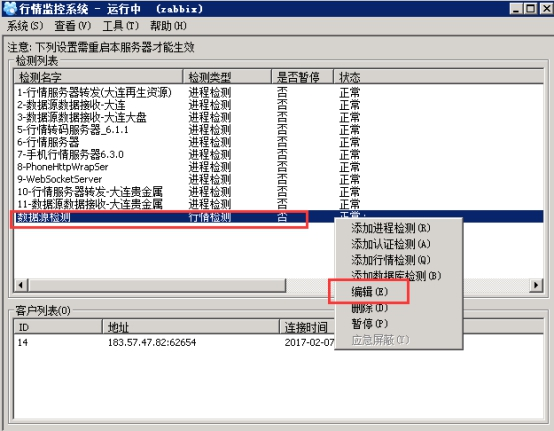 行情监控系统 - 运行中 (zabbix)
系统(S) 查看(V) 工具(T) 帮助(H)
注意: 下列设置需重启本服务器才能生效
检测列表
检测名字 检测类型 是否暂停 状态
1-行情服务器转发(大连再生资源) 进程检测 否 正常
2-数据源数据接收-大连 进程检测 否 正常
3-数据源数据接收-大连大盘 进程检测 否 正常
5-行情转码服务器_6.1.1 进程检测 否 正常
6-行情服务器 进程检测 否 正常
7-手机行情服务器6.3.0 进程检测 否 正常
8-PhoneHttpWrapSer 进程检测 否 正常
9-WebSocketServer 进程检测 否 正常
10-行情服务器转发-大连贵金属 进程检测 否 正常
11-数据源数据接收-大连贵金属 进程检测 否 正常
数据源检测 行情检测 否 正常
添加进程检测(R)
添加认证检测(A)
添加行情检测(Q)
添加数据库检测(B)
编辑(E)
删除(D)
暂停(P)
应急屏蔽(T)
客户列表(0)
ID 地址 连接时间
14 183.57.47.82:62654 2017-02-07